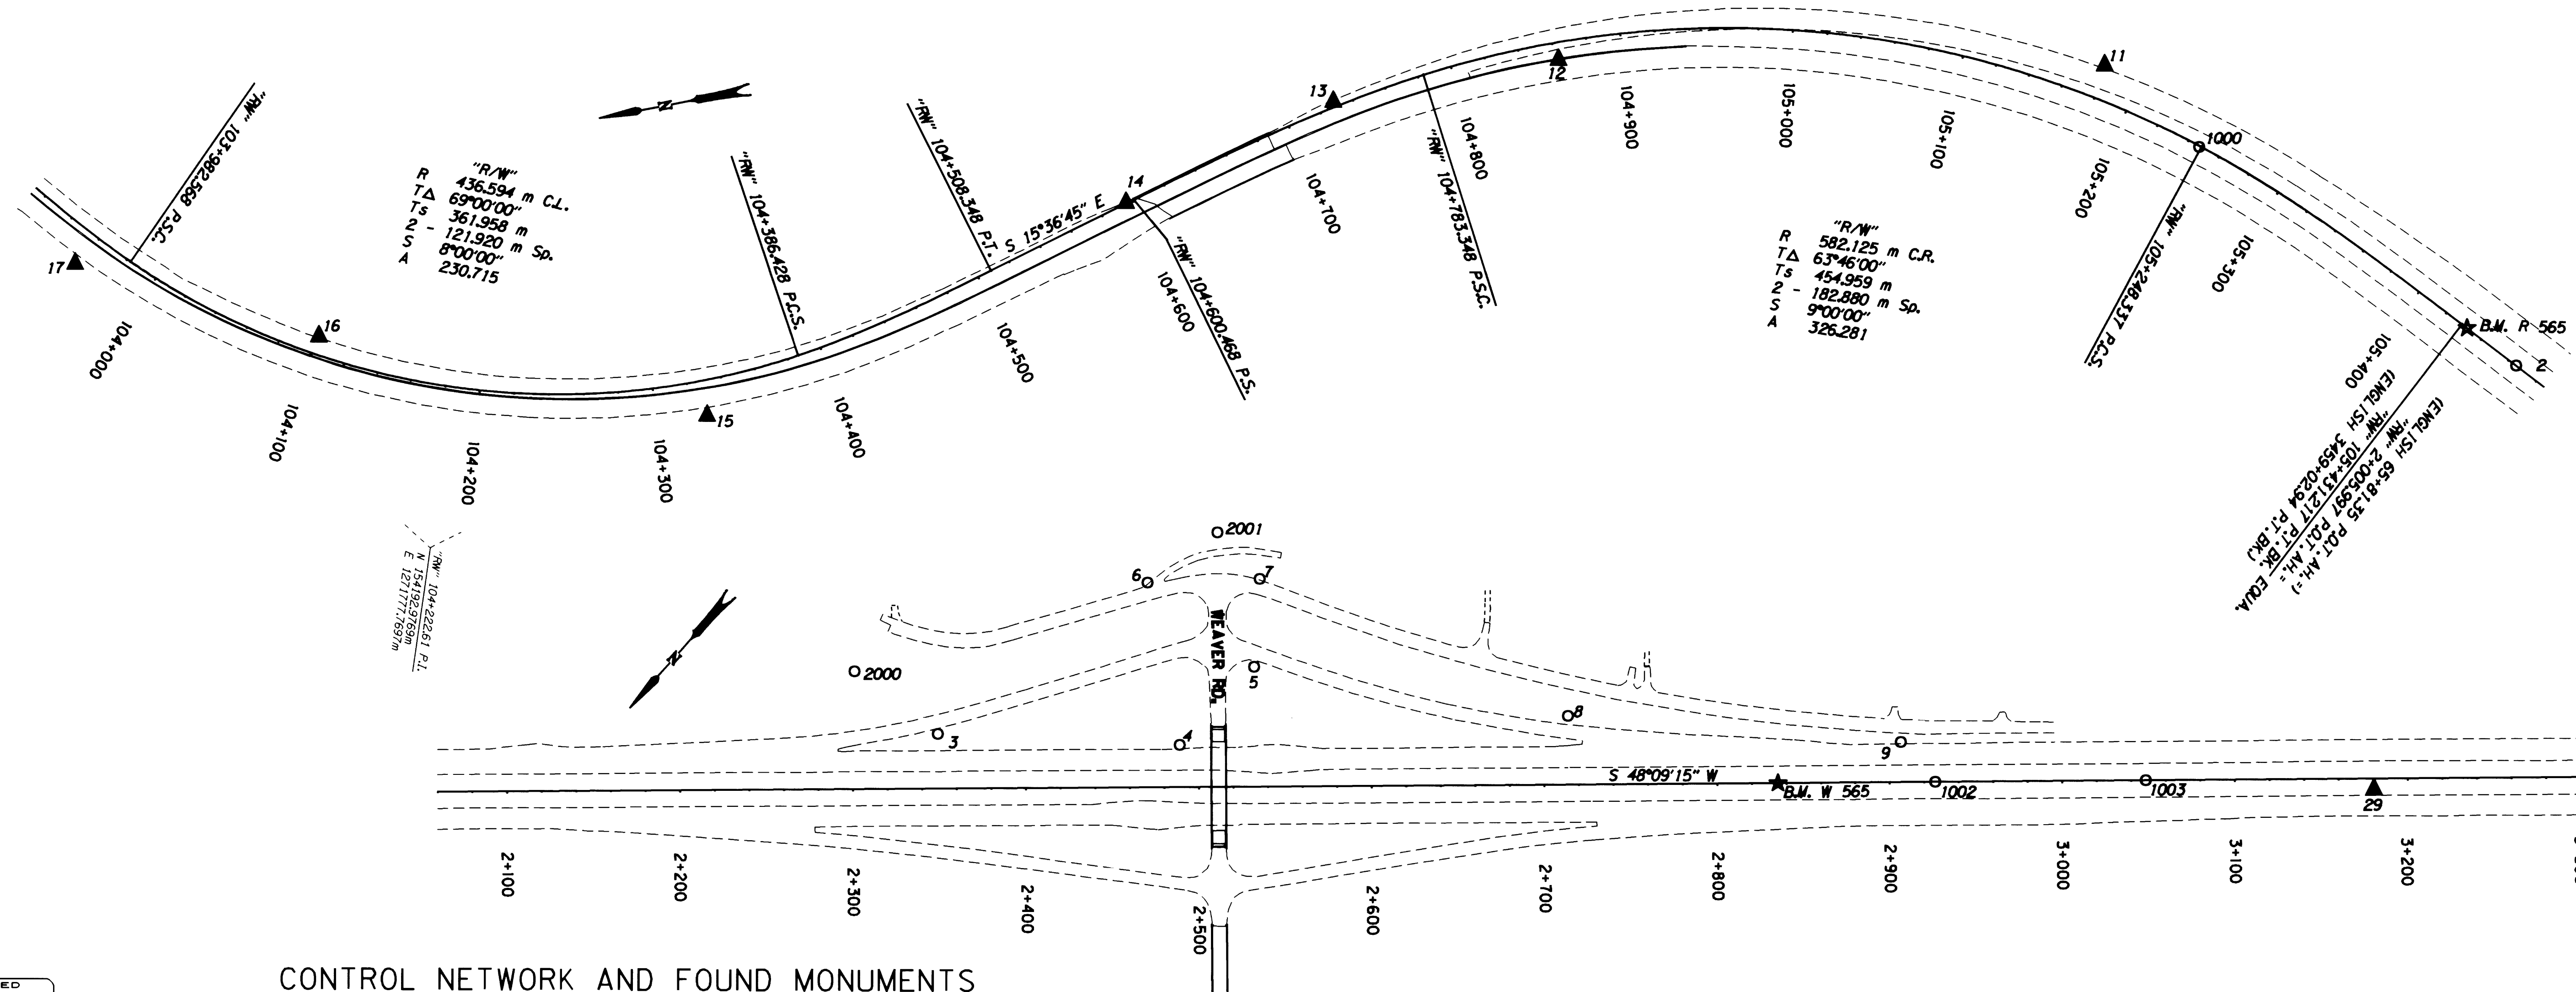 11
12
13
1000
14
17
16
15
"RW" 103+982.568 P.S.C.
"R/W"
R 436.594 m C.L.
T∆ 69°00'00"
Ts 361.958 m
2 - 121.920 m Sp.
S 8°00'00"
A 230.715
N
"RW" 104+386.428 P.C.S.
"RW" 104+508.348 P.T.
S 15°36'45" E
"RW" 104+600.468 P.S.
"RW" 104+783.348 P.S.C.
"R/W"
R 582.125 m C.R.
T∆ 63°46'00"
Ts 454.959 m
2 - 182.880 m Sp.
S 9°00'00"
A 326.281
"RW" 105+248.337 P.C.S.
B.M. R 565
2
104+000
104+100
104+200
104+300
104+400
104+500
104+600
104+700
104+800
104+900
105+000
105+100
105+200
105+300
105+400
(ENGLISH 65+81.35 P.O.T. AH. =)
"RW" 2+005.997 P.O.T. AH. =
"RW" 105+431.217 P.T. BK. EQUA.
(ENGLISH 3459+02.94 P.T. BK.)
"RW" 104+222.61 P.I.
N 154192.9769m
E 1271777.7697m
N
2001
6
7
WEAVER RD.
2000
5
3
4
8
9
S 48°09'15" W
B.M. W 565
1002
1003
29
2+100
2+200
2+300
2+400
2+500
2+600
2+700
2+800
2+900
3+000
3+100
3+200
CONTROL NETWORK AND FOUND MONUMENTS
ED